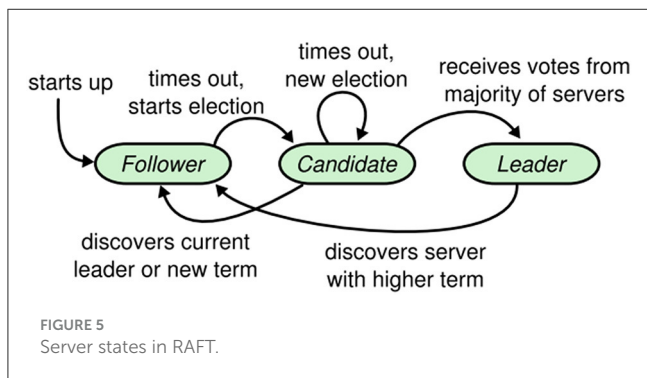 starts up
times out,
starts election
times out,
new election
receives votes from
majority of servers
Follower
Candidate
Leader
discovers current
leader or new term
discovers server
with higher term
FIGURE 5
Server states in RAFT.